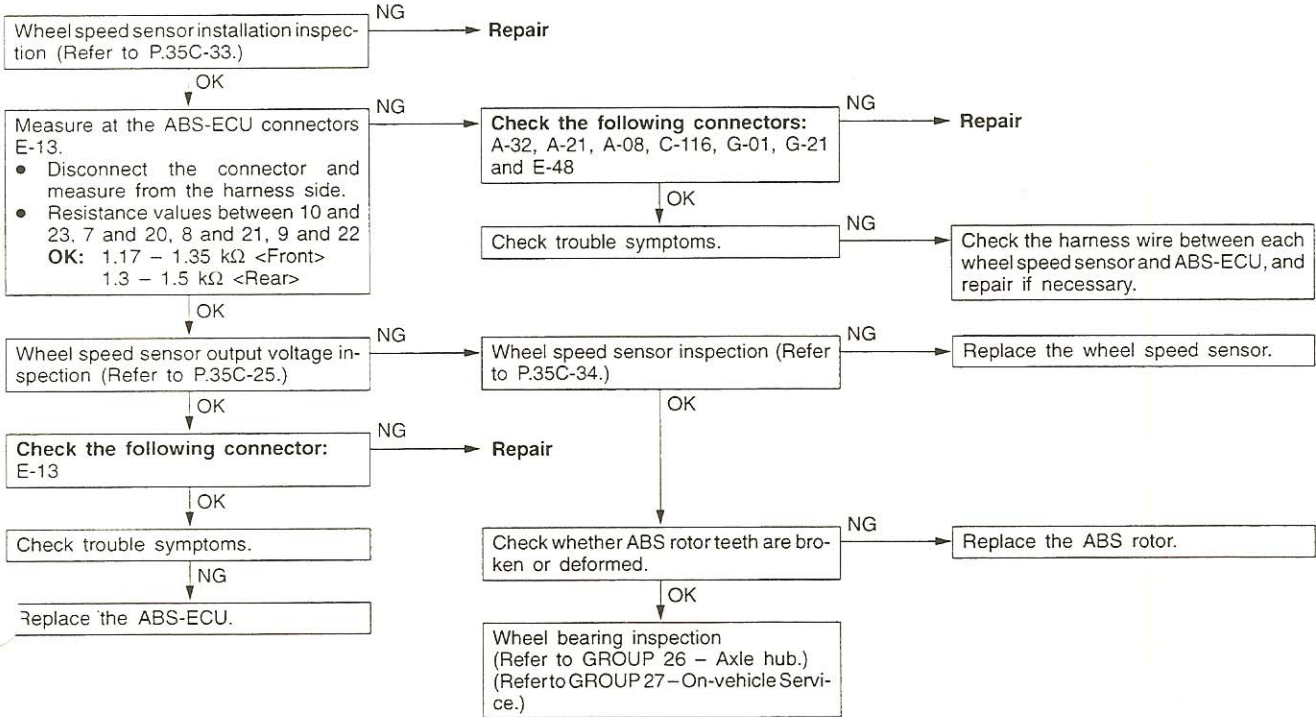 NG
Wheel speed sensor installation inspec-
tion (Refer to P.35C-33.)
Repair
OK
NG
Measure at the ABS-ECU connectors
E-13.
● Disconnect the connector and
measure from the harness side.
● Resistance values between 10 and
23, 7 and 20, 8 and 21, 9 and 22
OK: 1.17 – 1.35 kΩ <Front>
1.3 – 1.5 kΩ <Rear>
Check the following connectors:
A-32, A-21, A-08, C-116, G-01, G-21
and E-48
NG
Repair
OK
Check trouble symptoms.
NG
Check the harness wire between each
wheel speed sensor and ABS-ECU, and
repair if necessary.
OK
Wheel speed sensor output voltage in-
spection (Refer to P.35C-25.)
NG
Wheel speed sensor inspection (Refer
to P.35C-34.)
NG
Replace the wheel speed sensor.
OK
OK
Check the following connector:
E-13
NG
Repair
OK
Check trouble symptoms.
NG
Replace the ABS-ECU.
Check whether ABS rotor teeth are bro-
ken or deformed.
NG
Replace the ABS rotor.
OK
Wheel bearing inspection
(Refer to GROUP 26 – Axle hub.)
(Refer to GROUP 27 – On-vehicle Servi-
ce.)